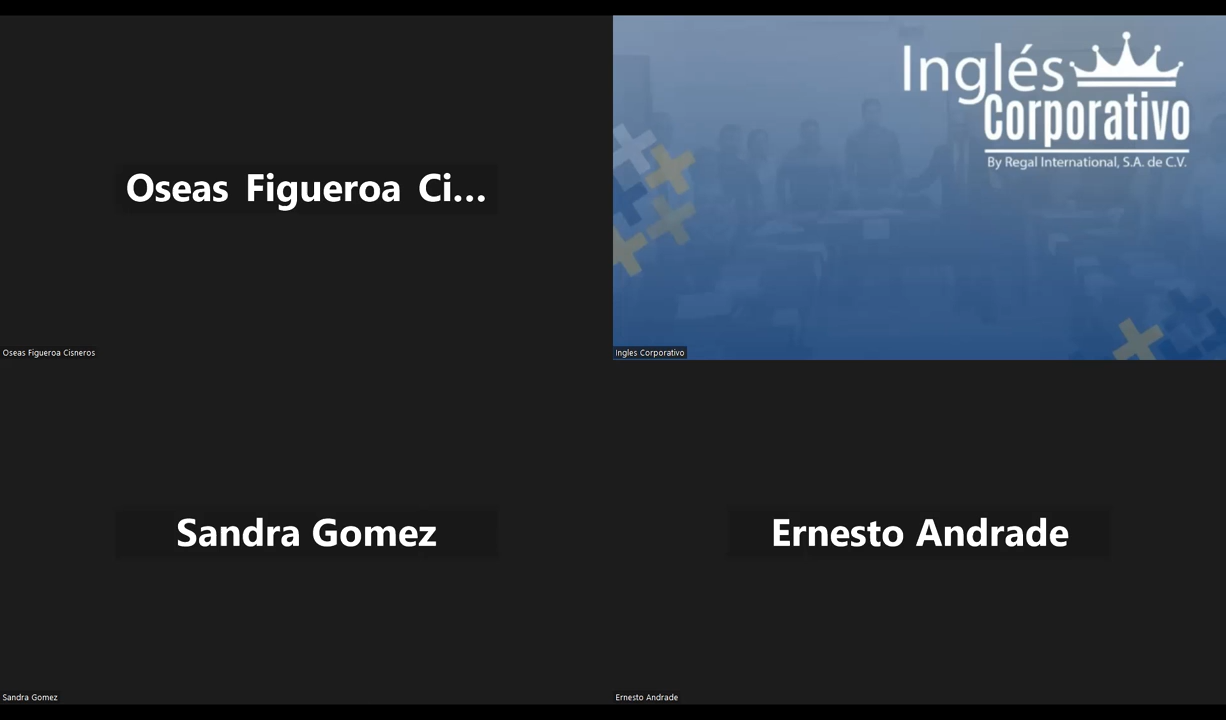 Oseas Figueroa Ci...
Oseas Figueroa Cisneros
Inglés
Corporativo
By Regal International, S.A. de C.V.
Ingles Corporativo
Sandra Gomez
Sandra Gomez
Ernesto Andrade
Ernesto Andrade